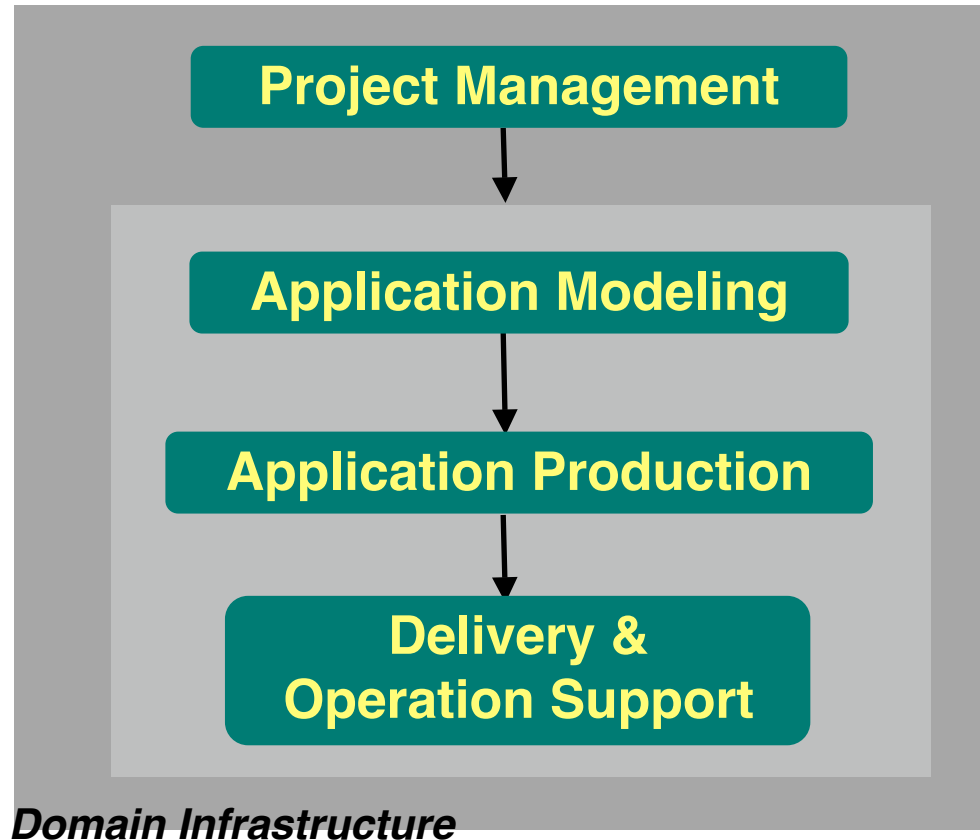 Project Management
Application Modeling
Application Production
Delivery &
Operation Support
Domain Infrastructure